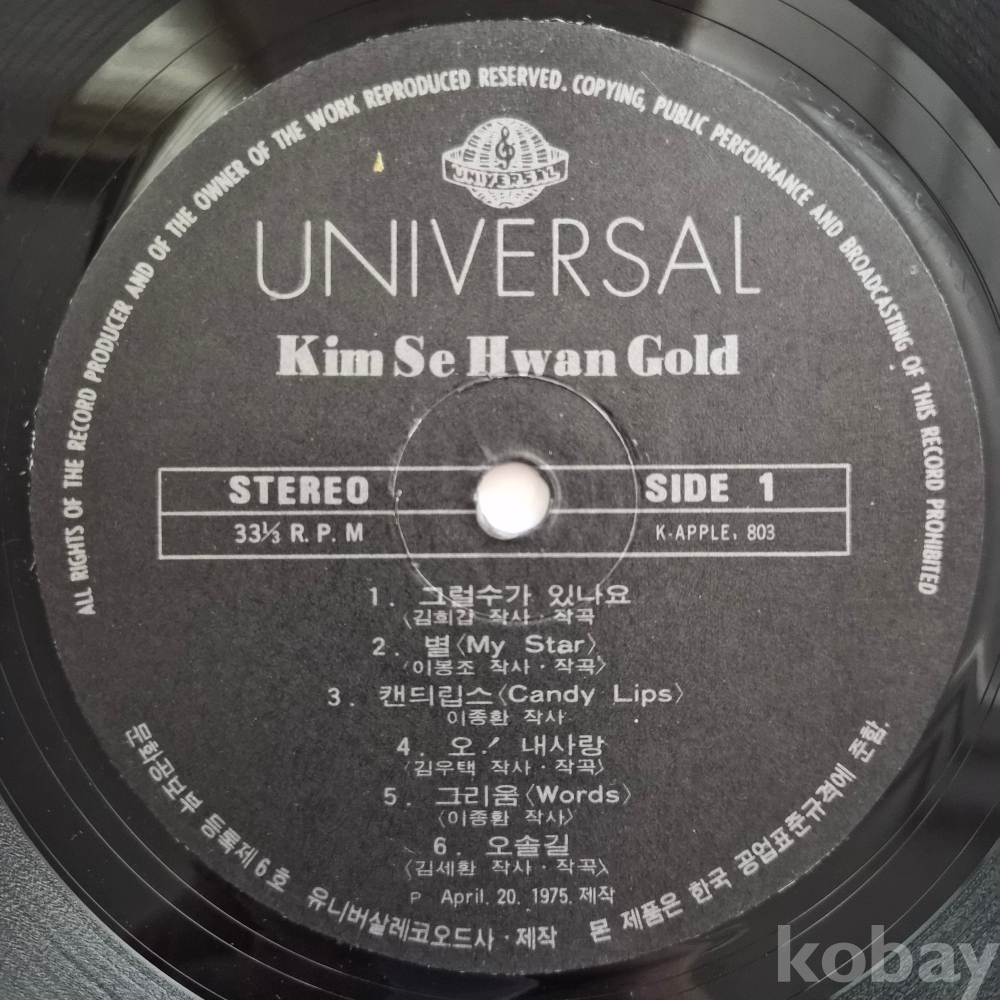 ALL RIGHTS OF THE RECORD PRODUCER AND OF THE OWNER OF THE WORK REPRODUCED RESERVED. COPYING, PUBLIC PERFORMANCE AND BROADCASTING OF THIS RECORD PROHIBITED
UNIVERSAL
UNIVERSAL
Kim Se Hwan Gold
STEREO SIDE 1
33⅓ R. P. M K·APPLE. 803
1. 그럴수가 있나요
〈김희갑 작사·작곡
2. 별〈My Star〉
〈이봉조 작사·작곡〉
3. 캔듸립스〈Candy Lips〉
이종환 작사
4. 오! 내사랑
〈김우택 작사·작곡〉
5. 그리움〈Words〉
〈이종환 작사〉
6. 오솔길
〈김세환 작사·작곡〉
P April. 20. 1975. 제작
문화공보부 등록제6호 유니버살레코오드사·제작 본 제품은 한국 공업표준규격에 준함.
kobay